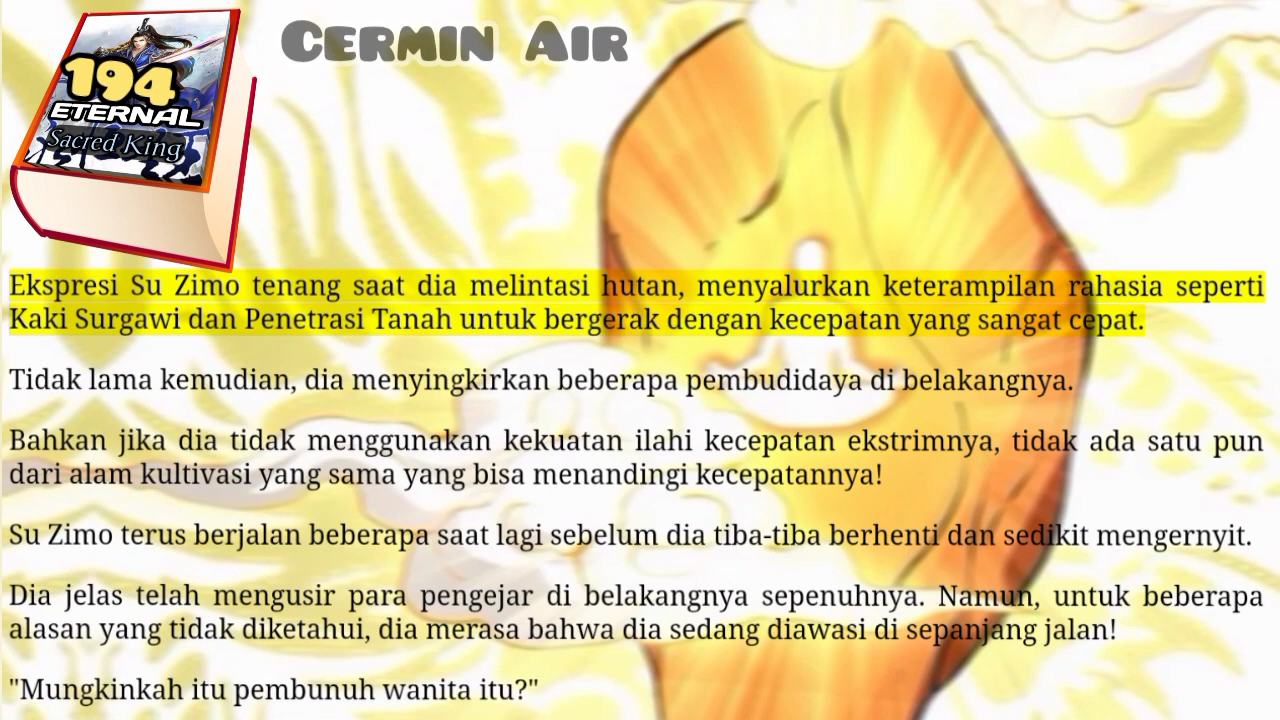 194
ETERNAL
Sacred King
CERMIN AIR
Ekspresi Su Zimo tenang saat dia melintasi hutan, menyalurkan keterampilan rahasia seperti
Kaki Surgawi dan Penetrasi Tanah untuk bergerak dengan kecepatan yang sangat cepat.
Tidak lama kemudian, dia menyingkirkan beberapa pembudidaya di belakangnya.
Bahkan jika dia tidak menggunakan kekuatan ilahi kecepatan ekstrimnya, tidak ada satu pun
dari alam kultivasi yang sama yang bisa menandingi kecepatannya!
Su Zimo terus berjalan beberapa saat lagi sebelum dia tiba-tiba berhenti dan sedikit mengernyit.
Dia jelas telah mengusir para pengejar di belakangnya sepenuhnya. Namun, untuk beberapa
alasan yang tidak diketahui, dia merasa bahwa dia sedang diawasi di sepanjang jalan!
"Mungkinkah itu pembunuh wanita itu?"